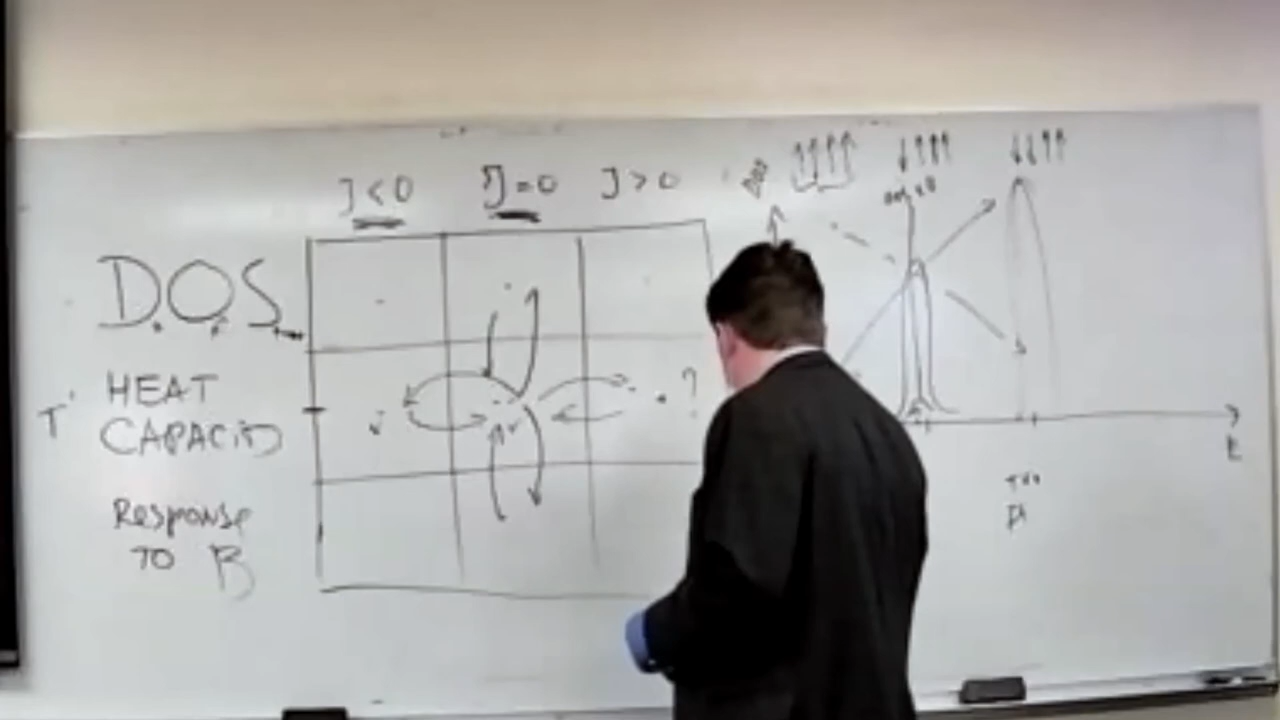 J<0 J=0 J>0
D.O.S.
HEAT
CAPACITY
T
?
Response
TO B
E